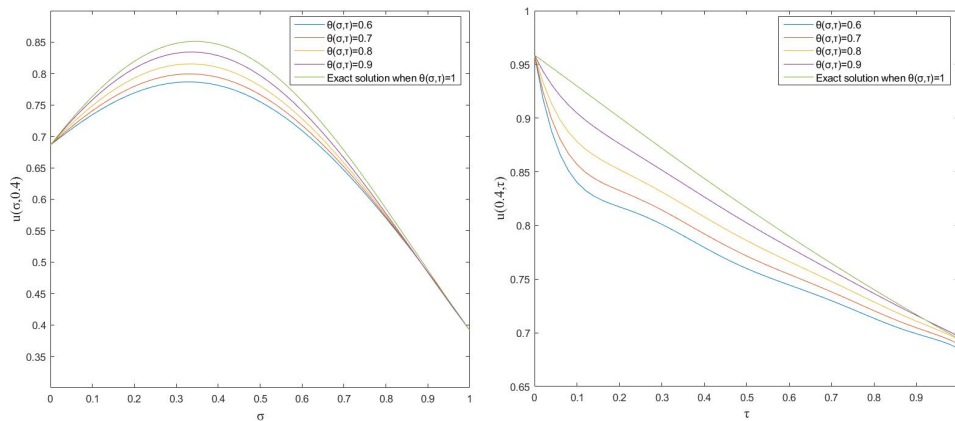 θ(σ,τ)=0.6
θ(σ,τ)=0.7
θ(σ,τ)=0.8
θ(σ,τ)=0.9
Exact solution when θ(σ,τ)=1
u(σ,0.4)
0.85
0.8
0.75
0.7
0.65
0.6
0.55
0.5
0.45
0.4
0.35
0 0.1 0.2 0.3 0.4 0.5 0.6 0.7 0.8 0.9 1
σ
θ(σ,τ)=0.6
θ(σ,τ)=0.7
θ(σ,τ)=0.8
θ(σ,τ)=0.9
Exact solution when θ(σ,τ)=1
u(0.4,τ)
1
0.95
0.9
0.85
0.8
0.75
0.7
0.65
0 0.1 0.2 0.3 0.4 0.5 0.6 0.7 0.8 0.9
τ